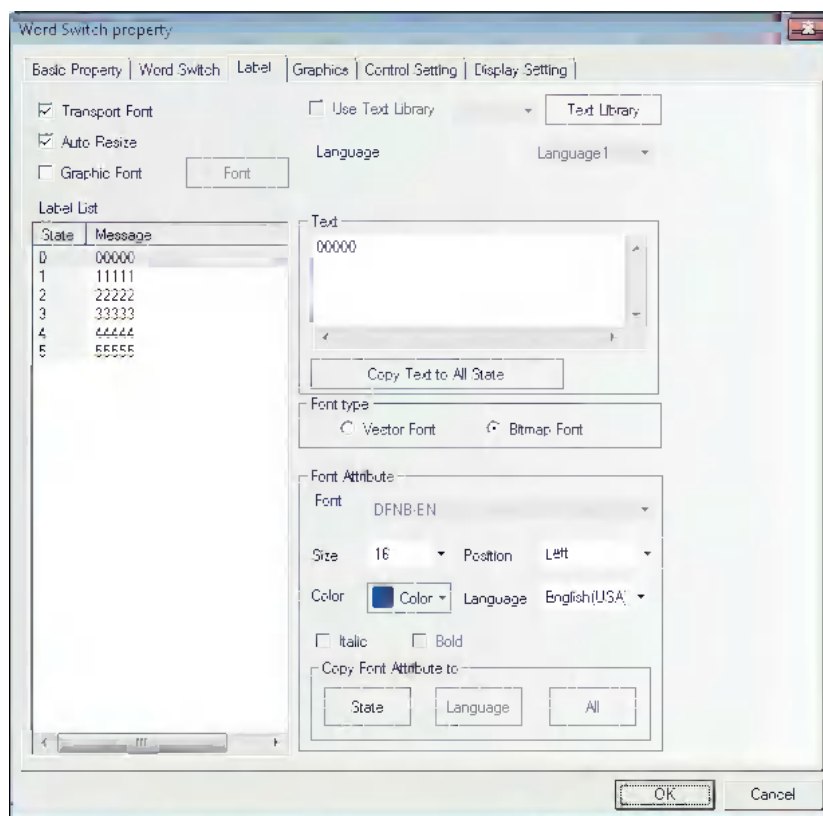 Word Switch property
Basic Property Word Switch Label Graphics Control Setting Display Setting
Transport Font
Use Text Library
Text Library
Auto Resize
Language
Language1
Graphic Font
Font
Label List
State Message
0 00000
1 11111
2 22222
3 33333
4 44444
5 55555
Text
00000
Copy Text to All State
Font type
Vector Font Bitmap Font
Font Attribute
Font
DFNB-EN
Size 16 Position Left
Color Color Language English(USA)
Italic Bold
Copy Font Attribute to
State Language All
OK Cancel